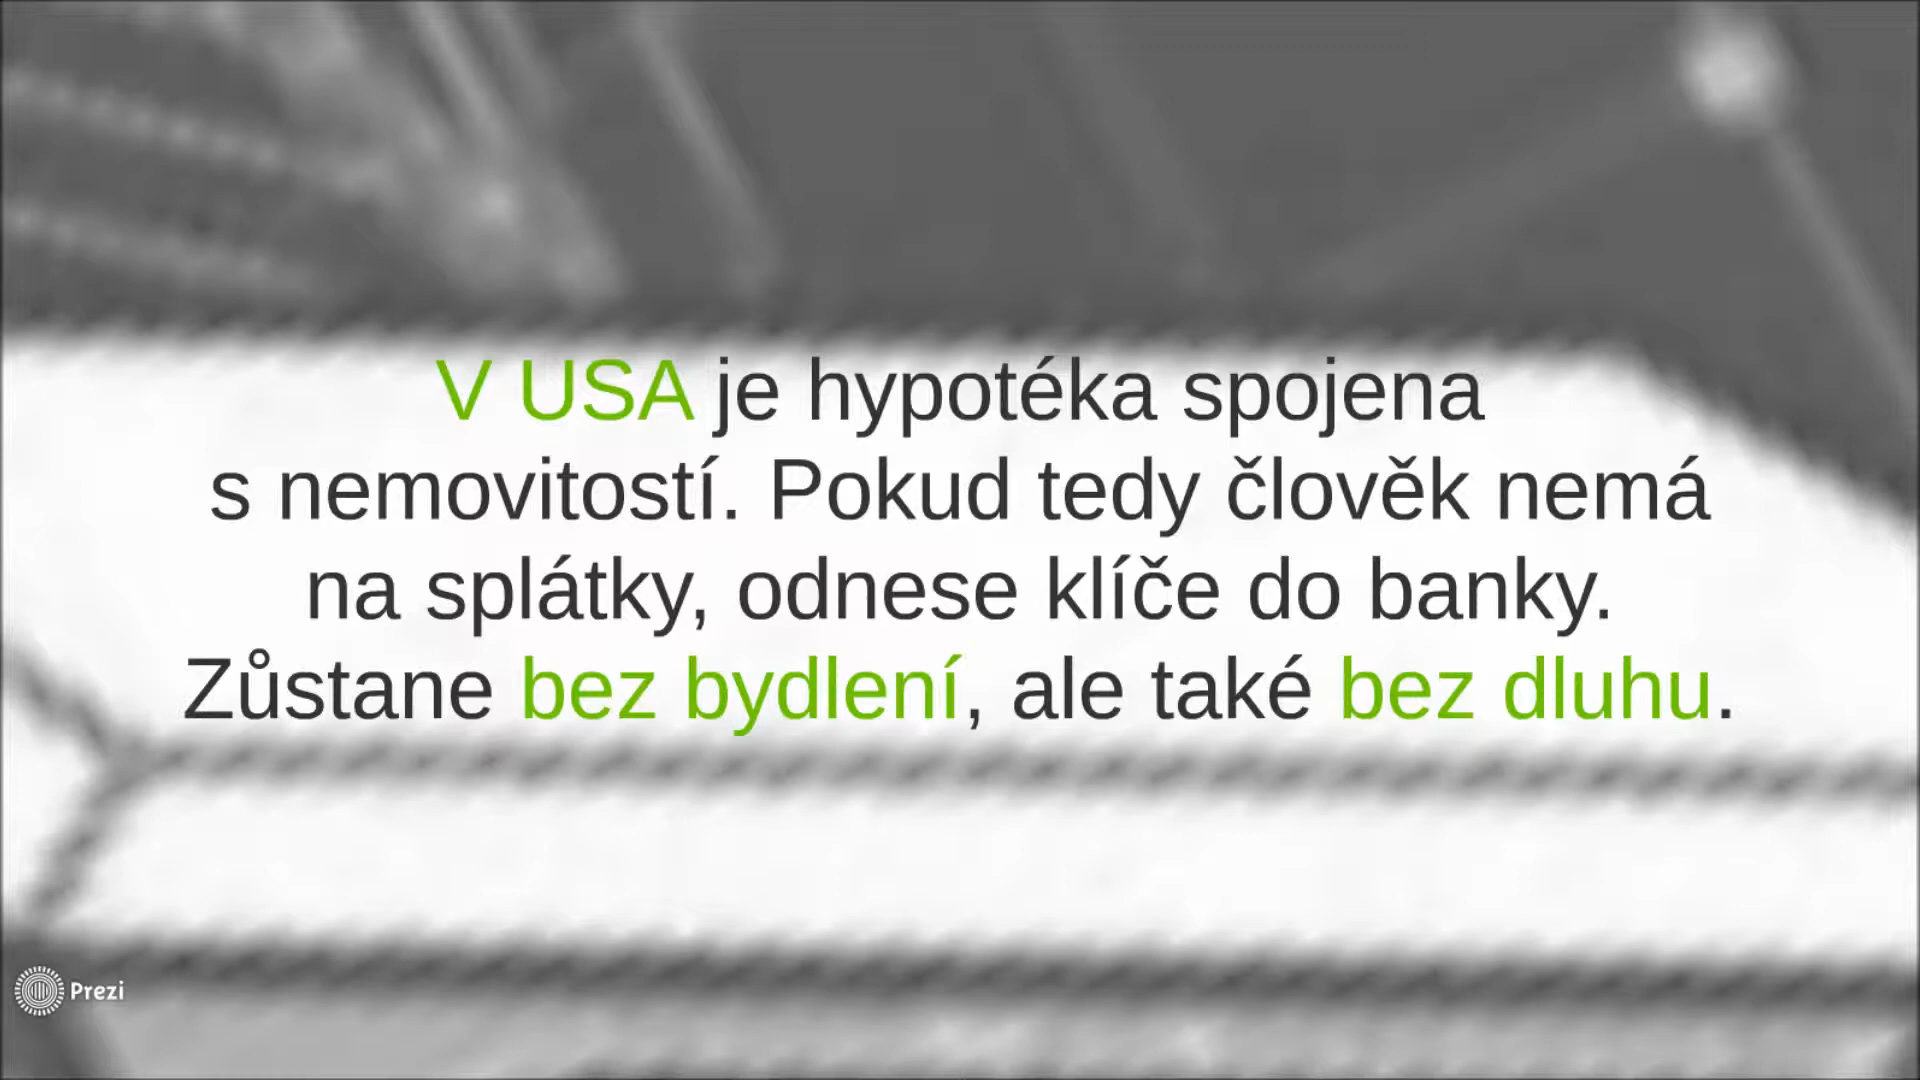 V USA je hypotéka spojena
s nemovitostí. Pokud tedy člověk nemá
na splátky, odnese klíče do banky.
Zůstane bez bydlení, ale také bez dluhu.
Prezi